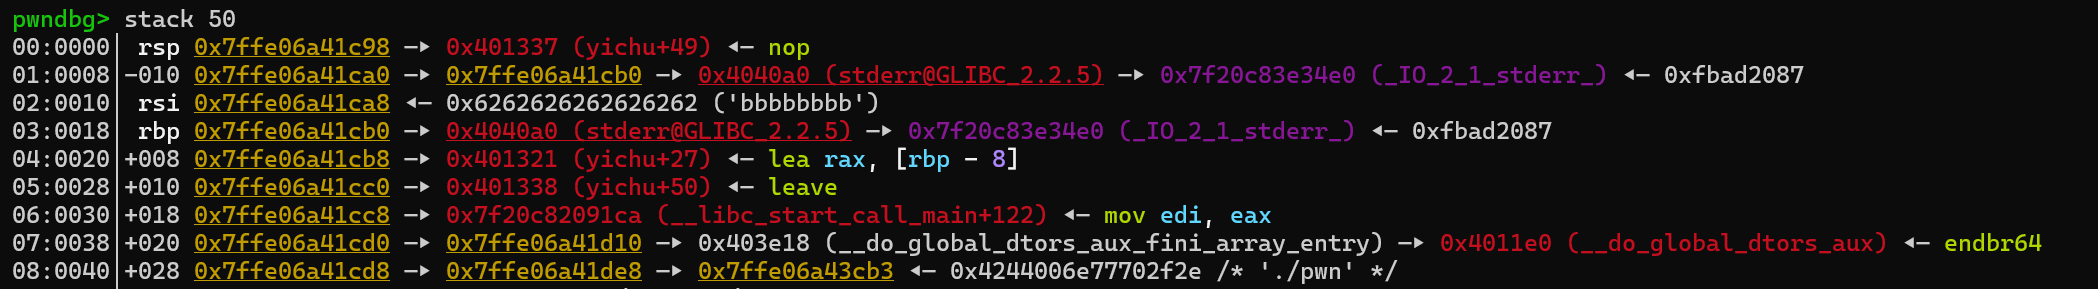 pwndbg> stack 50
00:0000│ rsp 0x7ffe06a41c98 —▸ 0x401337 (yichu+49) ◂— nop
01:0008│-010 0x7ffe06a41ca0 —▸ 0x7ffe06a41cb0 —▸ 0x4040a0 (stderr@GLIBC_2.2.5) —▸ 0x7f20c83e34e0 (_IO_2_1_stderr_) ◂— 0xfbad2087
02:0010│ rsi 0x7ffe06a41ca8 ◂— 0x6262626262626262 ('bbbbbbbb')
03:0018│ rbp 0x7ffe06a41cb0 —▸ 0x4040a0 (stderr@GLIBC_2.2.5) —▸ 0x7f20c83e34e0 (_IO_2_1_stderr_) ◂— 0xfbad2087
04:0020│+008 0x7ffe06a41cb8 —▸ 0x401321 (yichu+27) ◂— lea rax, [rbp - 8]
05:0028│+010 0x7ffe06a41cc0 —▸ 0x401338 (yichu+50) ◂— leave
06:0030│+018 0x7ffe06a41cc8 —▸ 0x7f20c82091ca (__libc_start_call_main+122) ◂— mov edi, eax
07:0038│+020 0x7ffe06a41cd0 —▸ 0x7ffe06a41d10 —▸ 0x403e18 (__do_global_dtors_aux_fini_array_entry) —▸ 0x4011e0 (__do_global_dtors_aux) ◂— endbr64
08:0040│+028 0x7ffe06a41cd8 —▸ 0x7ffe06a41de8 —▸ 0x7ffe06a43cb3 ◂— 0x4244006e77702f2e /* './pwn' */